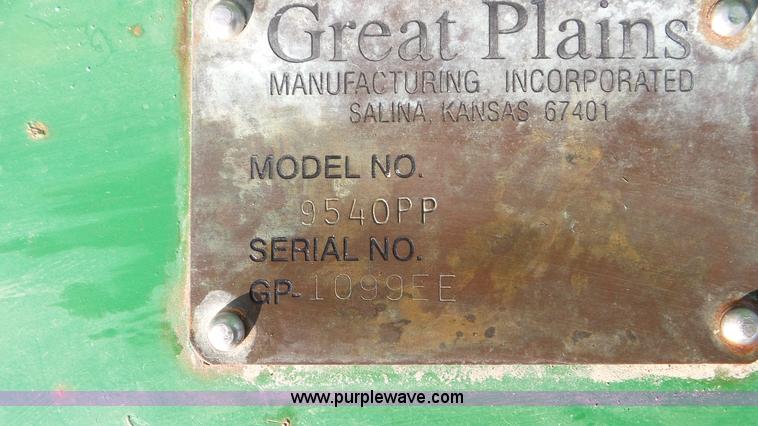 Great Plains
MANUFACTURING INCORPORATED
SALINA, KANSAS 67401
MODEL NO.
9540PP
SERIAL NO.
GP-1099EE
www.purplewave.com